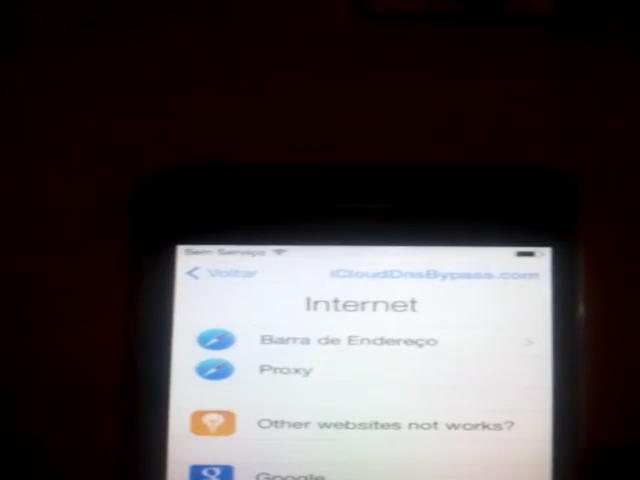 Sem Serviço
Voltar iCloudDnsBypass.com
Internet
Barra de Endereço
Proxy
Other websites not works?
Google